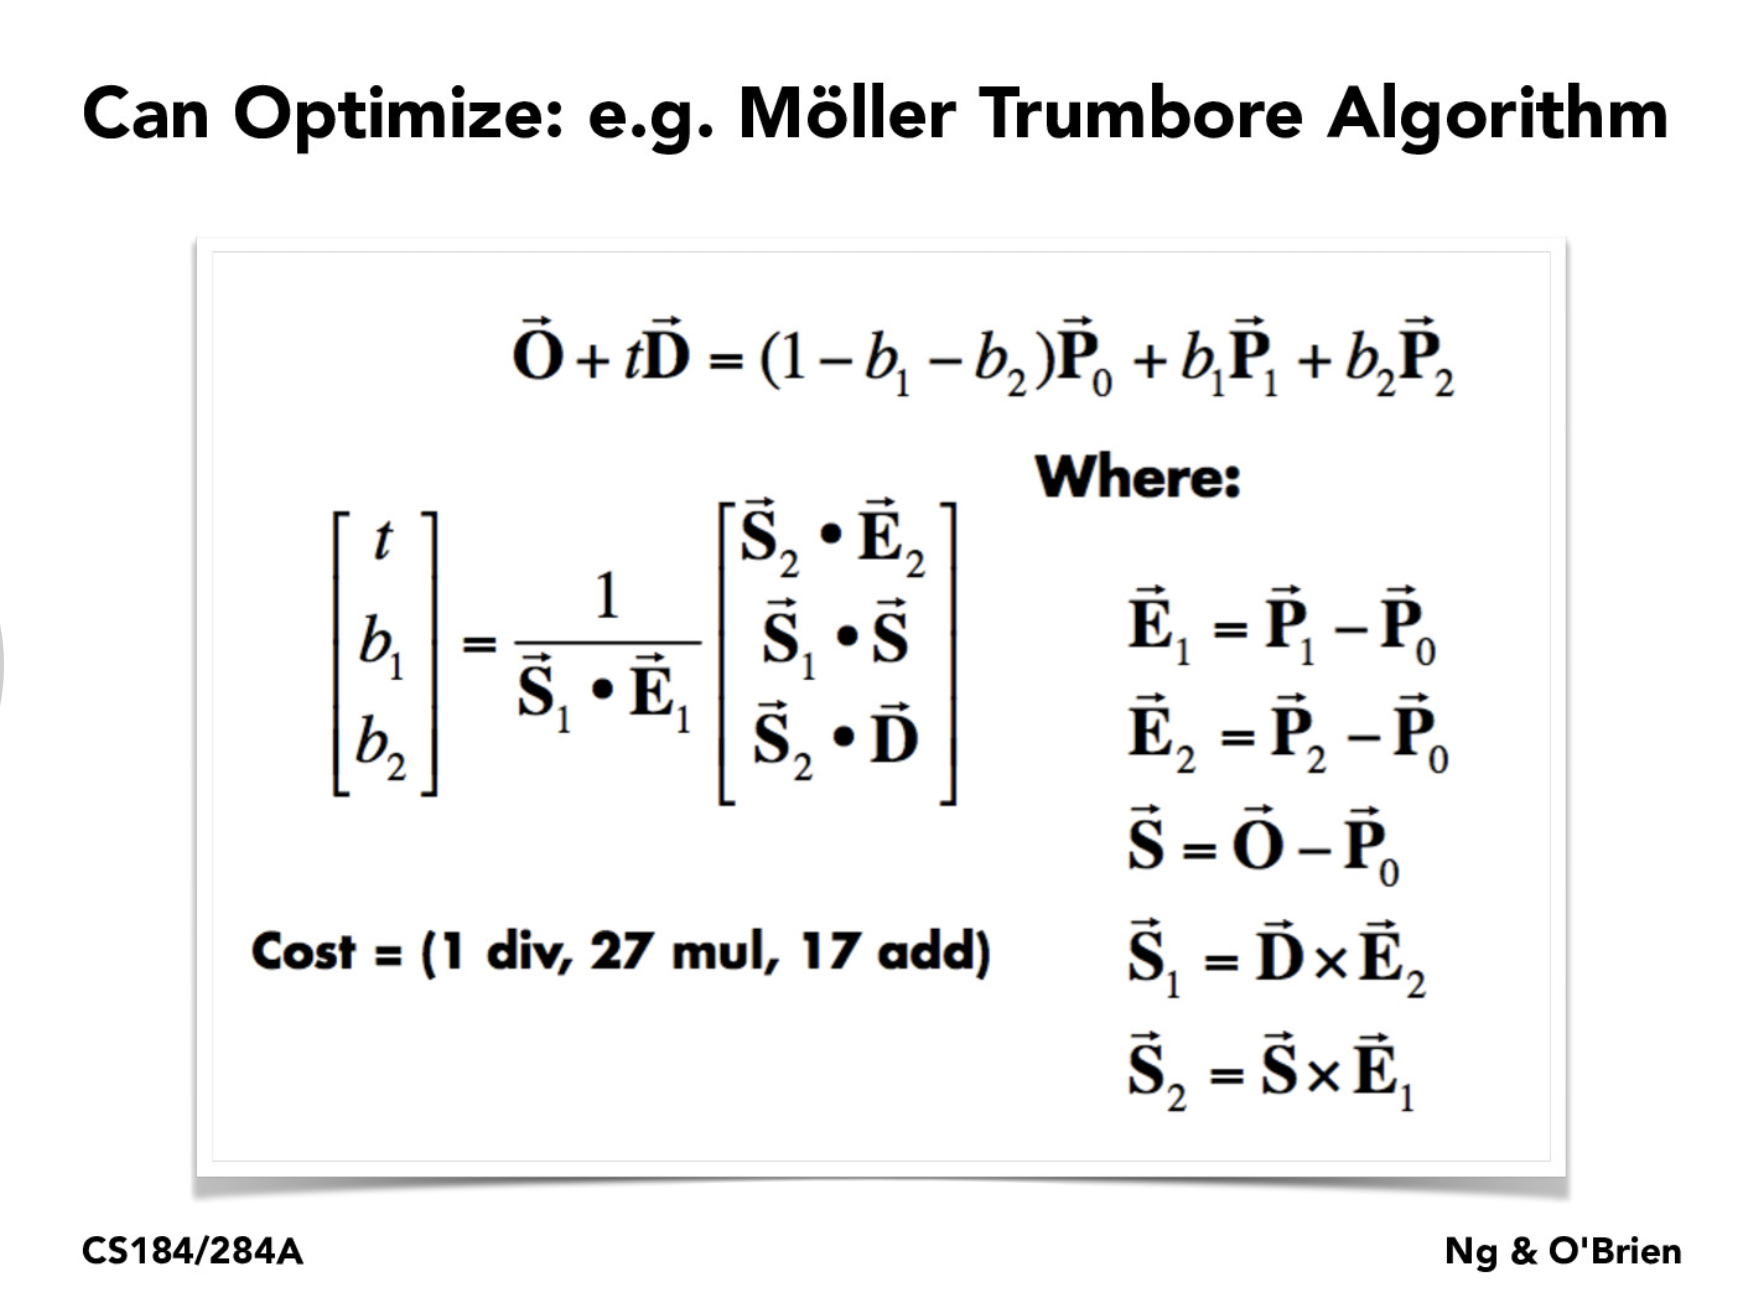 Can Optimize: e.g. Möller Trumbore Algorithm
$\vec{\mathbf{O}} + t\vec{\mathbf{D}} = (1 - b_1 - b_2)\vec{\mathbf{P}}_0 + b_1\vec{\mathbf{P}}_1 + b_2\vec{\mathbf{P}}_2$
$\begin{bmatrix} t \\ b_1 \\ b_2 \end{bmatrix} = \frac{1}{\vec{\mathbf{S}}_1 \bullet \vec{\mathbf{E}}_1} \begin{bmatrix} \vec{\mathbf{S}}_2 \bullet \vec{\mathbf{E}}_2 \\ \vec{\mathbf{S}}_1 \bullet \vec{\mathbf{S}} \\ \vec{\mathbf{S}}_2 \bullet \vec{\mathbf{D}} \end{bmatrix}$
Cost = (1 div, 27 mul, 17 add)
Where:
$\vec{\mathbf{E}}_1 = \vec{\mathbf{P}}_1 - \vec{\mathbf{P}}_0$
$\vec{\mathbf{E}}_2 = \vec{\mathbf{P}}_2 - \vec{\mathbf{P}}_0$
$\vec{\mathbf{S}} = \vec{\mathbf{O}} - \vec{\mathbf{P}}_0$
$\vec{\mathbf{S}}_1 = \vec{\mathbf{D}} \times \vec{\mathbf{E}}_2$
$\vec{\mathbf{S}}_2 = \vec{\mathbf{S}} \times \vec{\mathbf{E}}_1$
CS184/284A
Ng & O'Brien